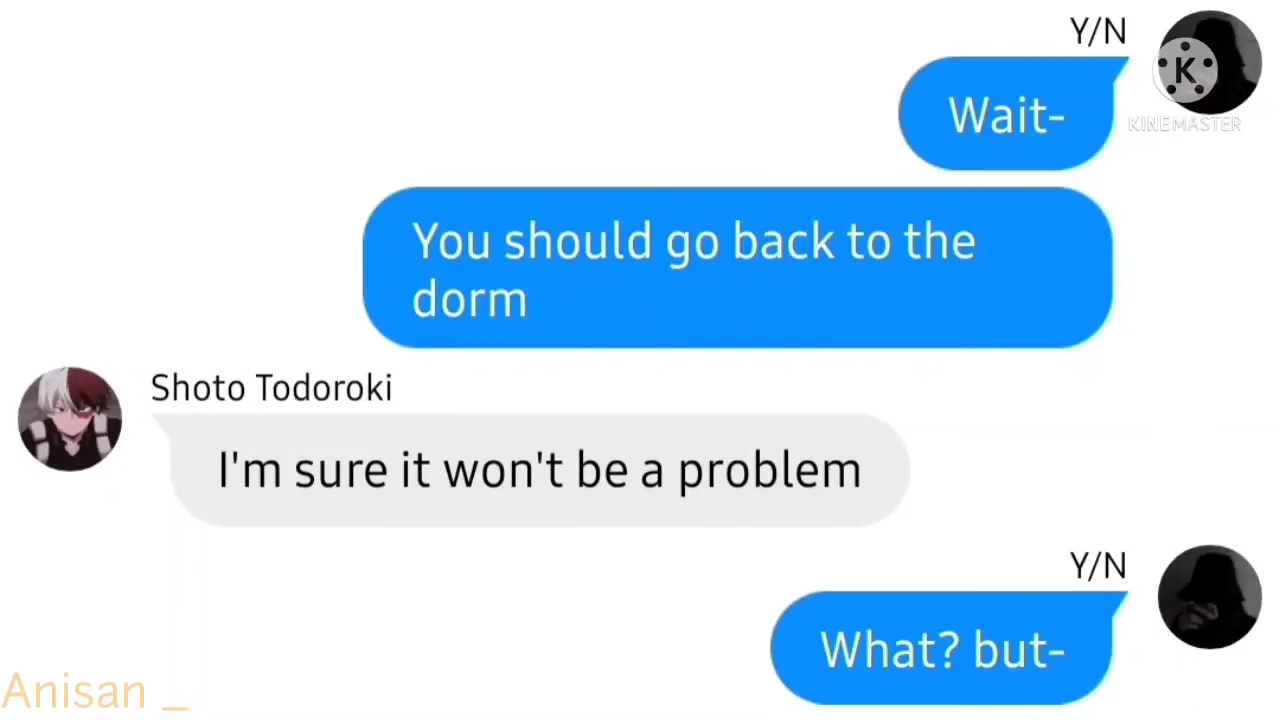 Y/N
K
KINEMASTER
Wait-
You should go back to the
dorm
Shoto Todoroki
I'm sure it won't be a problem
Y/N
What? but-
Anisan _